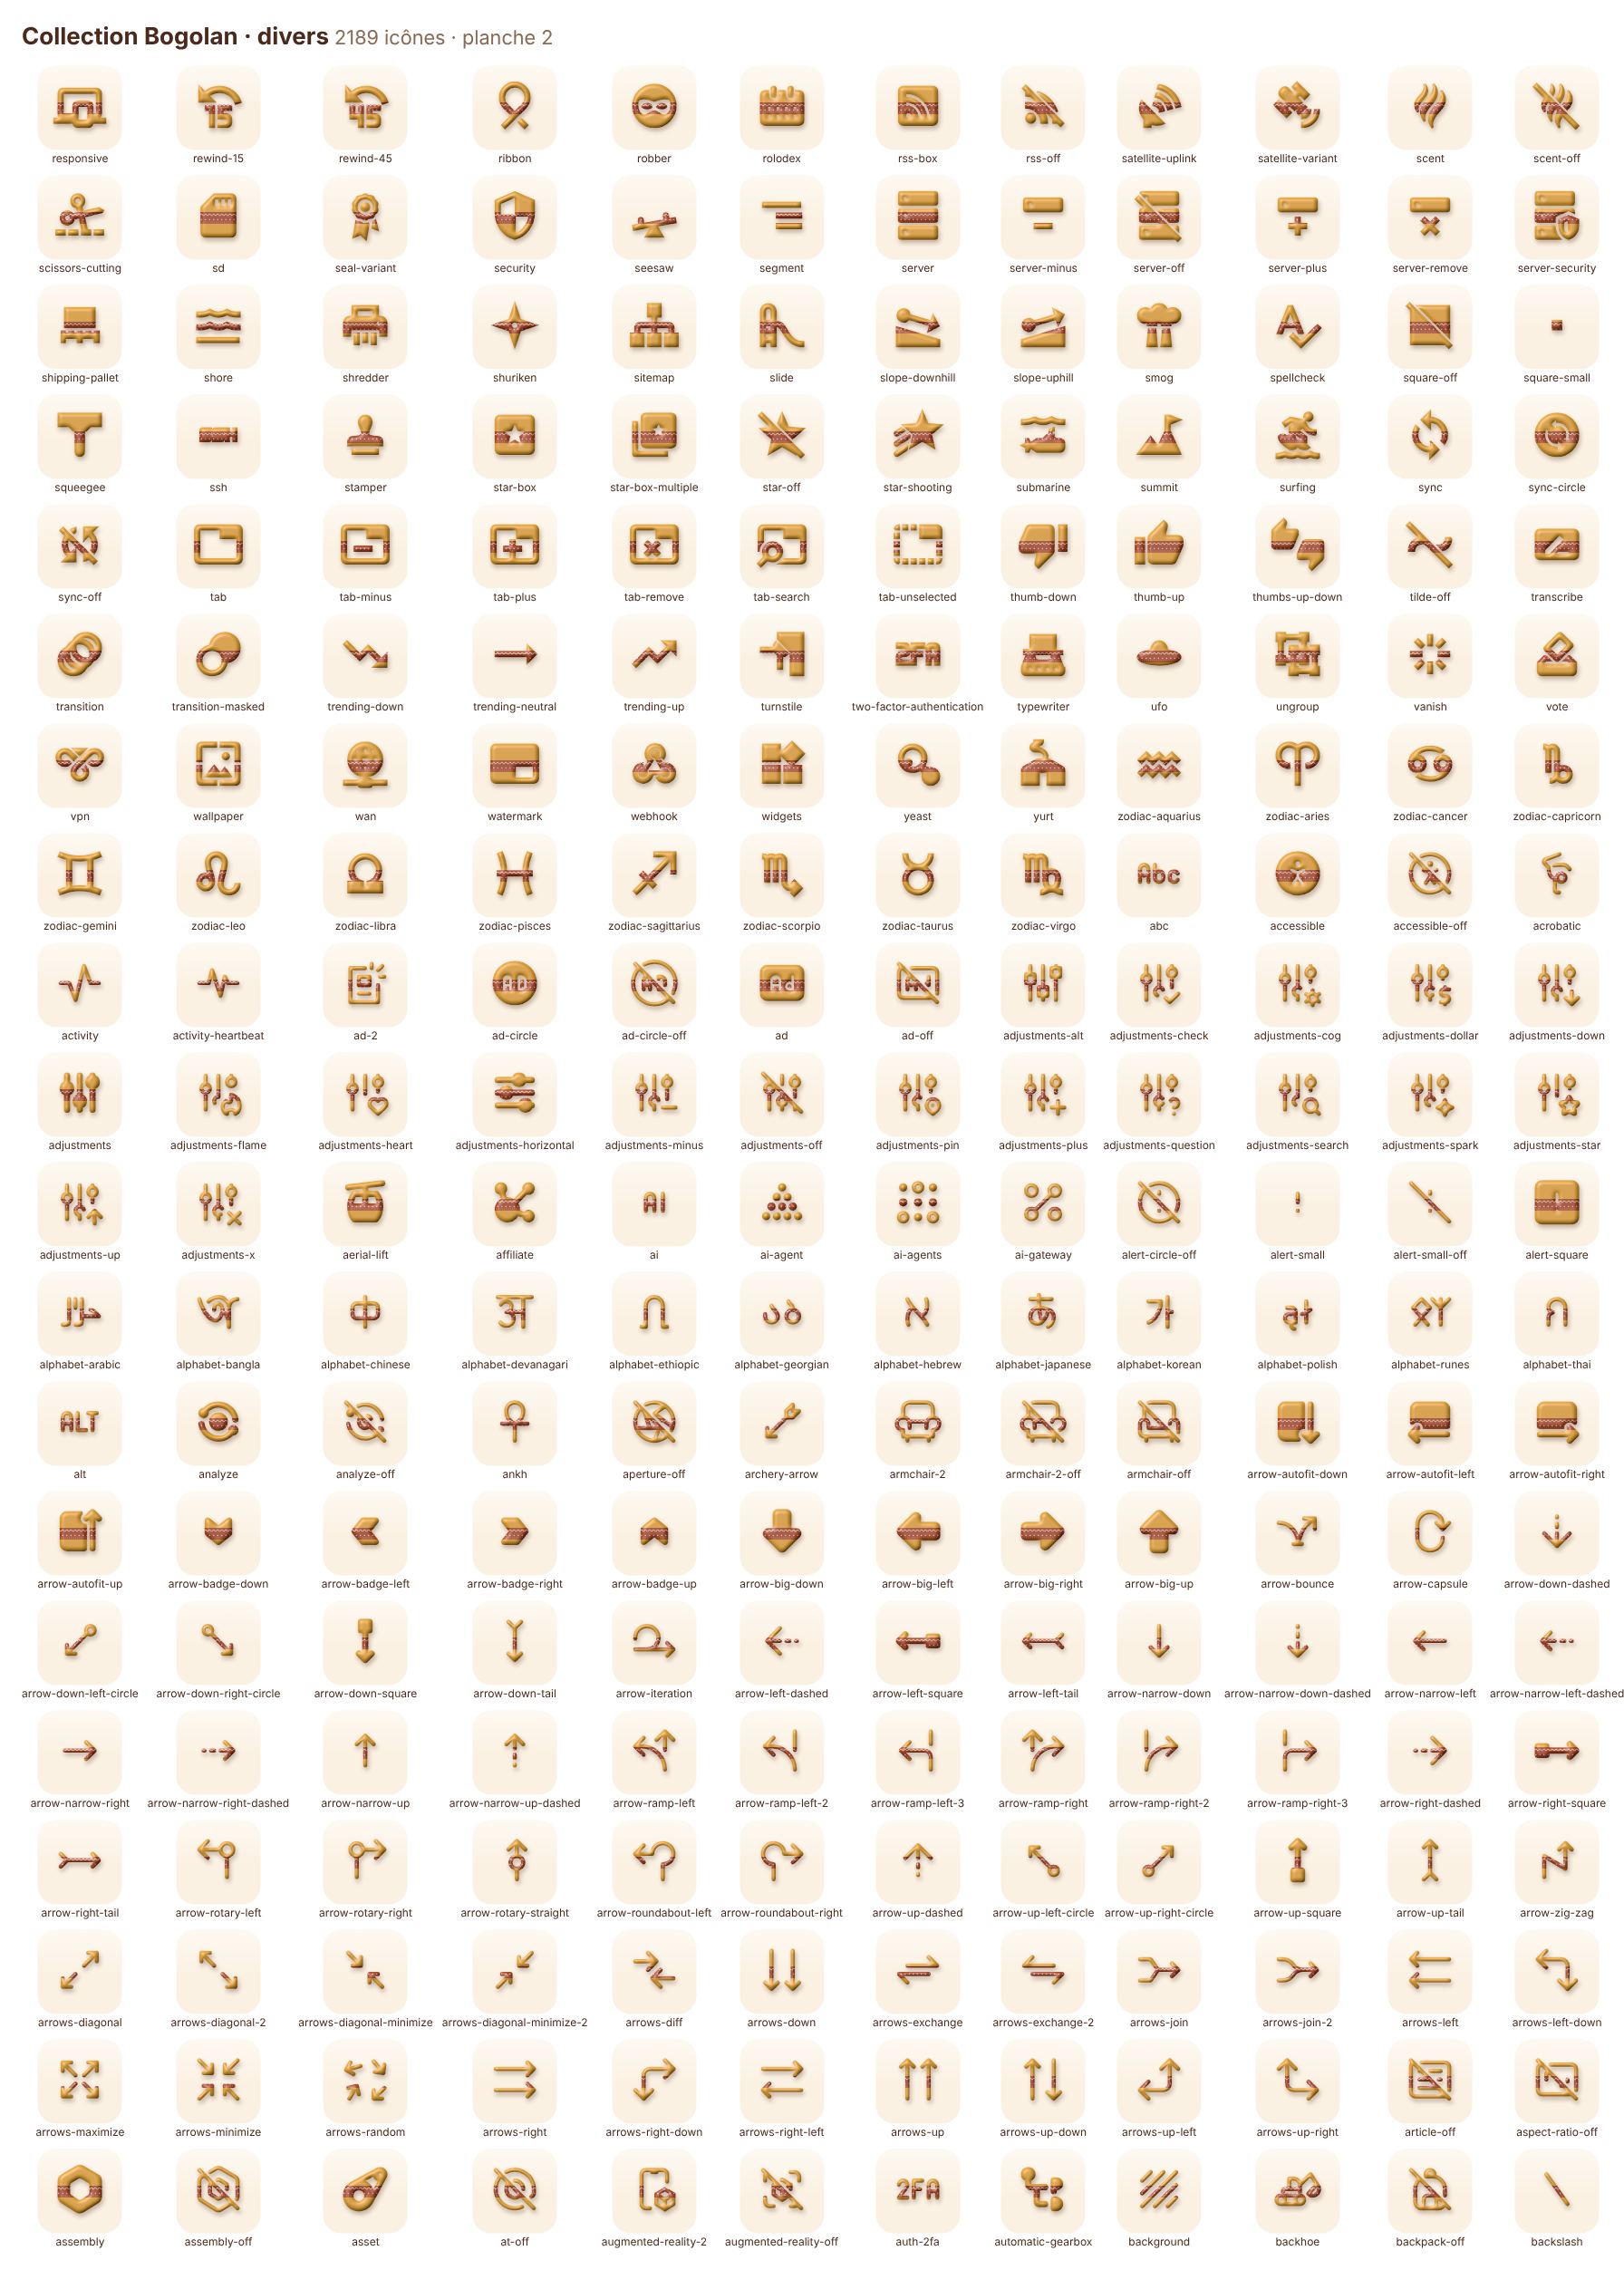 Collection Bogolan · divers 2189 icônes · planche 2
responsive rewind-15 rewind-45 ribbon robber rolodex rss-box rss-off satellite-uplink satellite-variant scent scent-off
scissors-cutting sd seal-variant security seesaw segment server server-minus server-off server-plus server-remove server-security
shipping-pallet shore shredder shuriken sitemap slide slope-downhill slope-uphill smog spellcheck square-off square-small
squeegee ssh stamper star-box star-box-multiple star-off star-shooting submarine summit surfing sync sync-circle
sync-off tab tab-minus tab-plus tab-remove tab-search tab-unselected thumb-down thumb-up thumbs-up-down tilde-off transcribe
transition transition-masked trending-down trending-neutral trending-up turnstile two-factor-authentication typewriter ufo ungroup vanish vote
vpn wallpaper wan watermark webhook widgets yeast yurt zodiac-aquarius zodiac-aries zodiac-cancer zodiac-capricorn
zodiac-gemini zodiac-leo zodiac-libra zodiac-pisces zodiac-sagittarius zodiac-scorpio zodiac-taurus zodiac-virgo abc accessible accessible-off acrobatic
activity activity-heartbeat ad-2 ad-circle ad-circle-off ad ad-off adjustments-alt adjustments-check adjustments-cog adjustments-dollar adjustments-down
adjustments adjustments-flame adjustments-heart adjustments-horizontal adjustments-minus adjustments-off adjustments-pin adjustments-plus adjustments-question adjustments-search adjustments-spark adjustments-star
adjustments-up adjustments-x aerial-lift affiliate ai ai-agent ai-agents ai-gateway alert-circle-off alert-small alert-small-off alert-square
alphabet-arabic alphabet-bangla alphabet-chinese alphabet-devanagari alphabet-ethiopic alphabet-georgian alphabet-hebrew alphabet-japanese alphabet-korean alphabet-polish alphabet-runes alphabet-thai
alt analyze analyze-off ankh aperture-off archery-arrow armchair-2 armchair-2-off armchair-off arrow-autofit-down arrow-autofit-left arrow-autofit-right
arrow-autofit-up arrow-badge-down arrow-badge-left arrow-badge-right arrow-badge-up arrow-big-down arrow-big-left arrow-big-right arrow-big-up arrow-bounce arrow-capsule arrow-down-dashed
arrow-down-left-circle arrow-down-right-circle arrow-down-square arrow-down-tail arrow-iteration arrow-left-dashed arrow-left-square arrow-left-tail arrow-narrow-down arrow-narrow-down-dashed arrow-narrow-left arrow-narrow-left-dashed
arrow-narrow-right arrow-narrow-right-dashed arrow-narrow-up arrow-narrow-up-dashed arrow-ramp-left arrow-ramp-left-2 arrow-ramp-left-3 arrow-ramp-right arrow-ramp-right-2 arrow-ramp-right-3 arrow-right-dashed arrow-right-square
arrow-right-tail arrow-rotary-left arrow-rotary-right arrow-rotary-straight arrow-roundabout-left arrow-roundabout-right arrow-up-dashed arrow-up-left-circle arrow-up-right-circle arrow-up-square arrow-up-tail arrow-zig-zag
arrows-diagonal arrows-diagonal-2 arrows-diagonal-minimize arrows-diagonal-minimize-2 arrows-diff arrows-down arrows-exchange arrows-exchange-2 arrows-join arrows-join-2 arrows-left arrows-left-down
arrows-maximize arrows-minimize arrows-random arrows-right arrows-right-down arrows-right-left arrows-up arrows-up-down arrows-up-left arrows-up-right article-off aspect-ratio-off
assembly assembly-off asset at-off augmented-reality-2 augmented-reality-off auth-2fa automatic-gearbox background backhoe backpack-off backslash